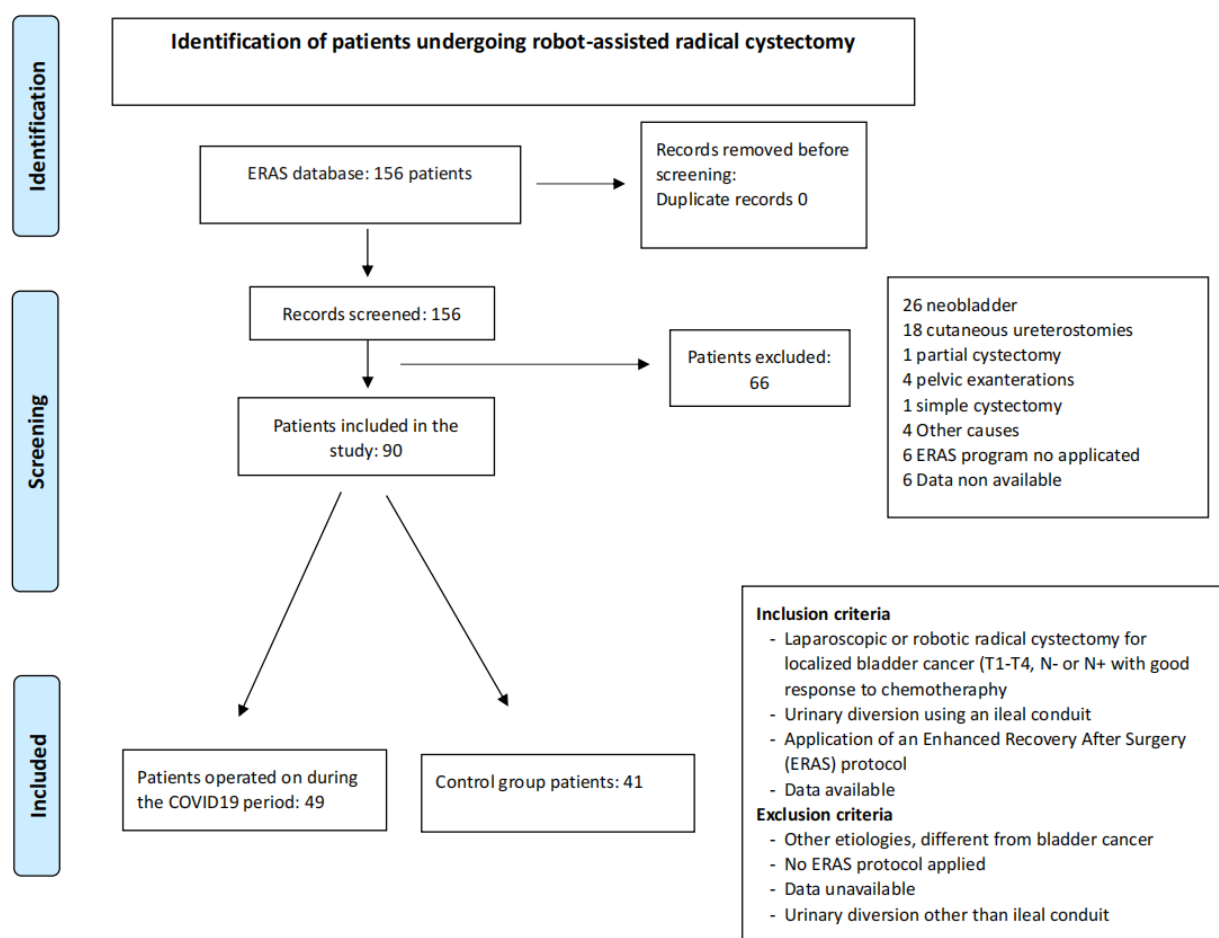 Identification of patients undergoing robot-assisted radical cystectomy
Identification
ERAS database: 156 patients
Records removed before
screening:
Duplicate records 0
Screening
Records screened: 156
Patients excluded:
66
26 neobladder
18 cutaneous ureterostomies
1 partial cystectomy
4 pelvic exanterations
1 simple cystectomy
4 Other causes
6 ERAS program no applicated
6 Data non available
Patients included in the
study: 90
Included
Patients operated on during
the COVID19 period: 49
Control group patients: 41
Inclusion criteria
- Laparoscopic or robotic radical cystectomy for
localized bladder cancer (T1-T4, N- or N+ with good
response to chemotheraphy
- Urinary diversion using an ileal conduit
- Application of an Enhanced Recovery After Surgery
(ERAS) protocol
- Data available
Exclusion criteria
- Other etiologies, different from bladder cancer
- No ERAS protocol applied
- Data unavailable
- Urinary diversion other than ileal conduit